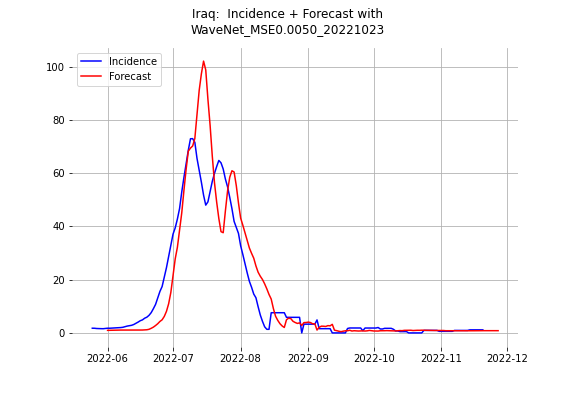 Iraq:  Incidence + Forecast with
WaveNet_MSE0.0050_20221023
Incidence
Forecast
100
80
60
40
20
0
2022-06 2022-07 2022-08 2022-09 2022-10 2022-11 2022-12